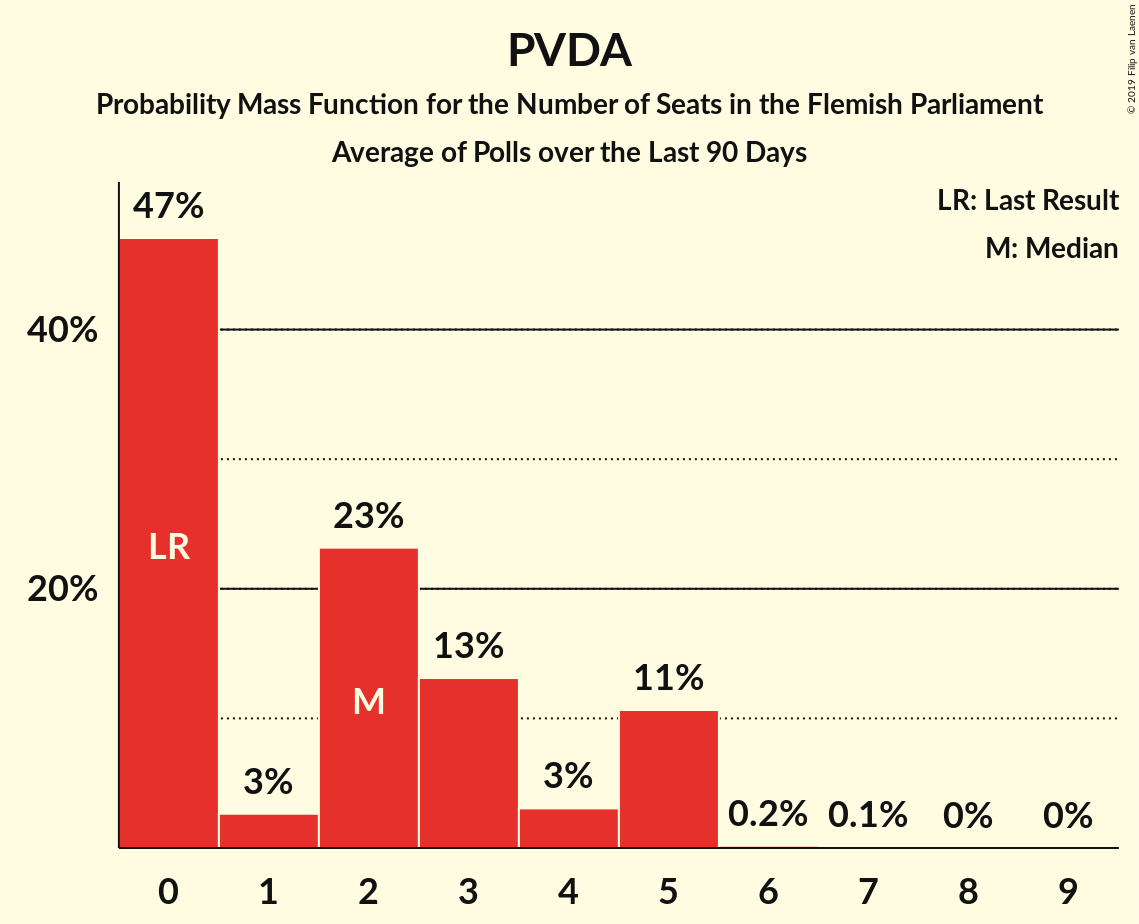 PVDA
Probability Mass Function for the Number of Seats in the Flemish Parliament
Average of Polls over the Last 90 Days
© 2019 Filip van Laenen
LR: Last Result
M: Median
47%
40%
LR
23%
20%
M
13%
11%
3%
3%
0.2%
0.1%
0%
0%
0 1 2 3 4 5 6 7 8 9